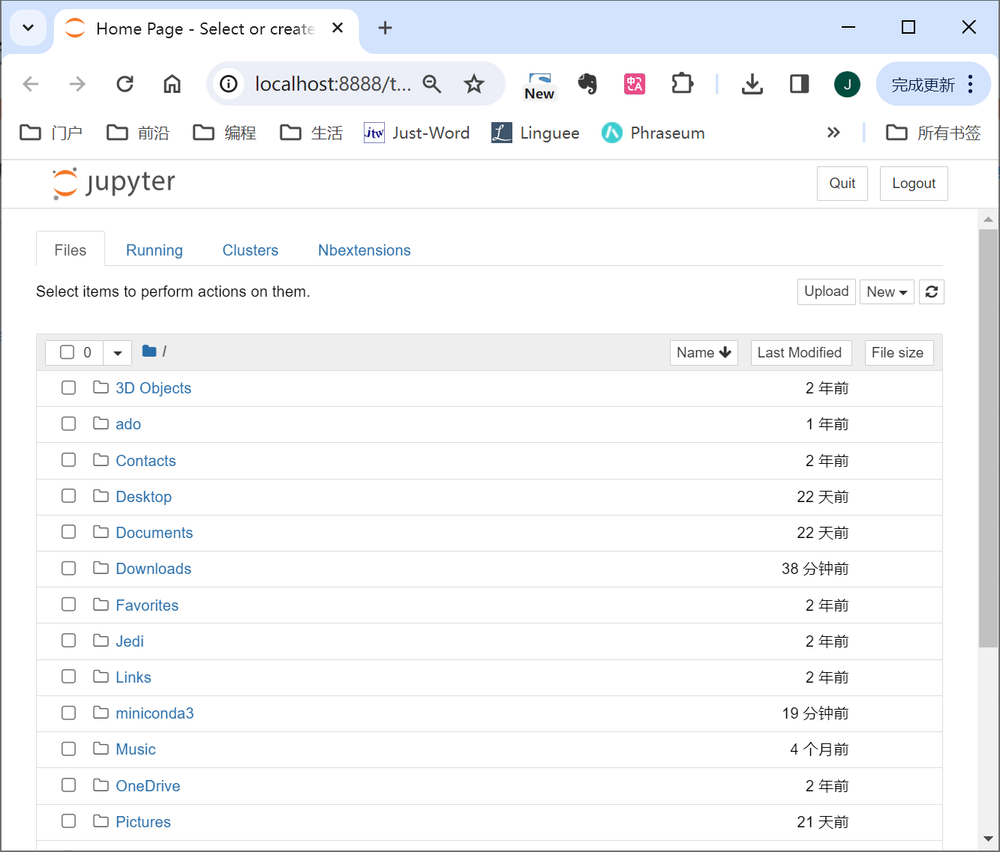 Home Page - Select or create
localhost:8888/t...
New
中A
J
完成更新
门户
前沿
编程
生活
jtw Just-Word
L Linguee
Phraseum
所有书签
jupyter
Quit
Logout
Files
Running
Clusters
Nbextensions
Select items to perform actions on them.
Upload
New
0
/
Name
Last Modified
File size
3D Objects 2 年前
ado 1 年前
Contacts 2 年前
Desktop 22 天前
Documents 22 天前
Downloads 38 分钟前
Favorites 2 年前
Jedi 2 年前
Links 2 年前
miniconda3 19 分钟前
Music 4 个月前
OneDrive 2 年前
Pictures 21 天前